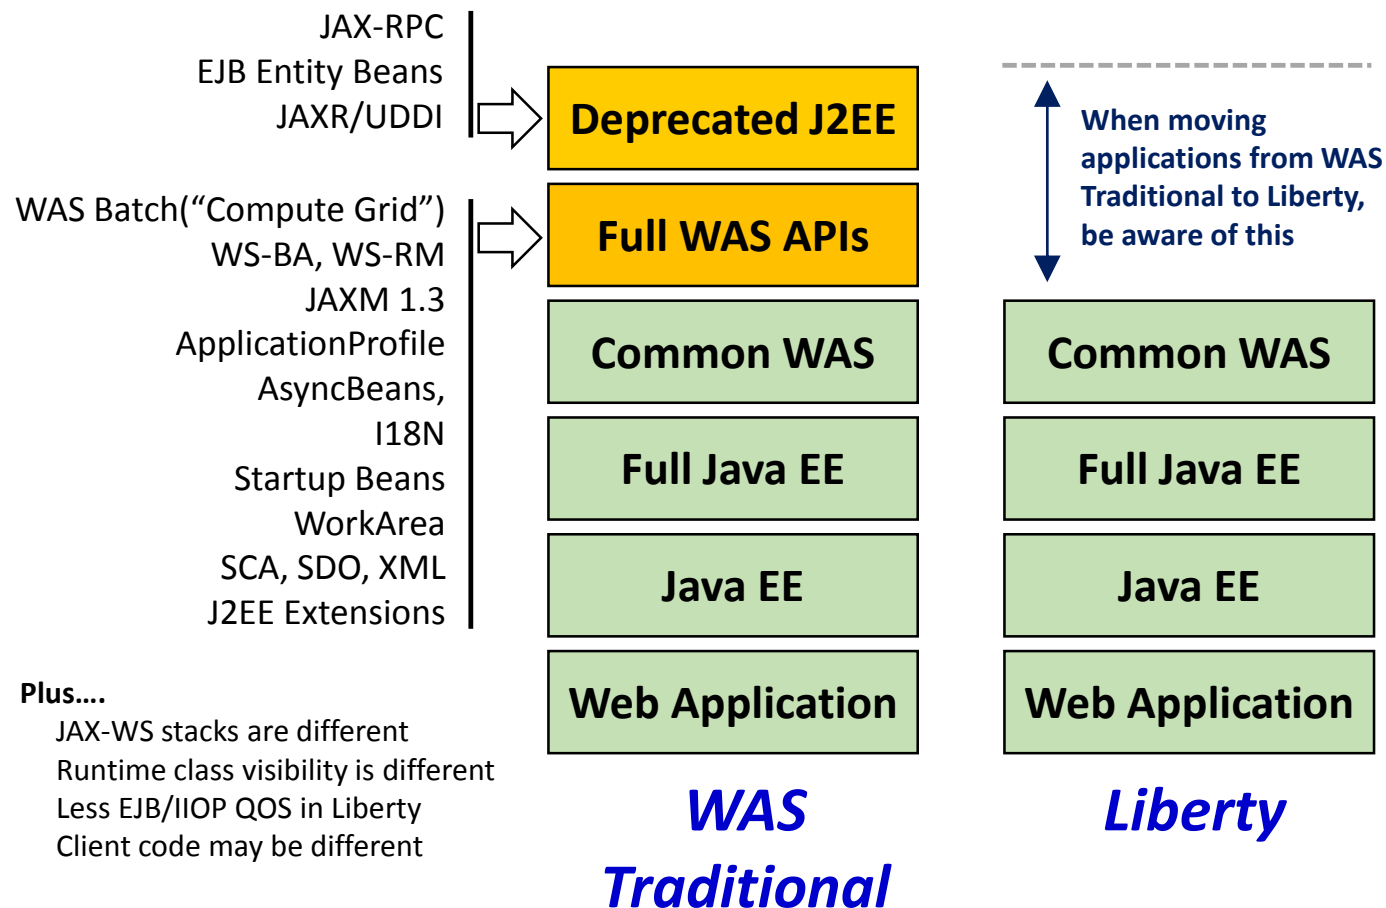 JAX-RPC
EJB Entity Beans
JAXR/UDDI
Deprecated J2EE
When moving
applications from WAS
Traditional to Liberty,
be aware of this
WAS Batch(“Compute Grid”)
WS-BA, WS-RM
JAXM 1.3
ApplicationProfile
AsyncBeans,
I18N
Startup Beans
WorkArea
SCA, SDO, XML
J2EE Extensions
Full WAS APIs
Common WAS
Full Java EE
Java EE
Web Application
WAS
Traditional
Common WAS
Full Java EE
Java EE
Web Application
Liberty
Plus....
JAX-WS stacks are different
Runtime class visibility is different
Less EJB/IIOP QOS in Liberty
Client code may be different